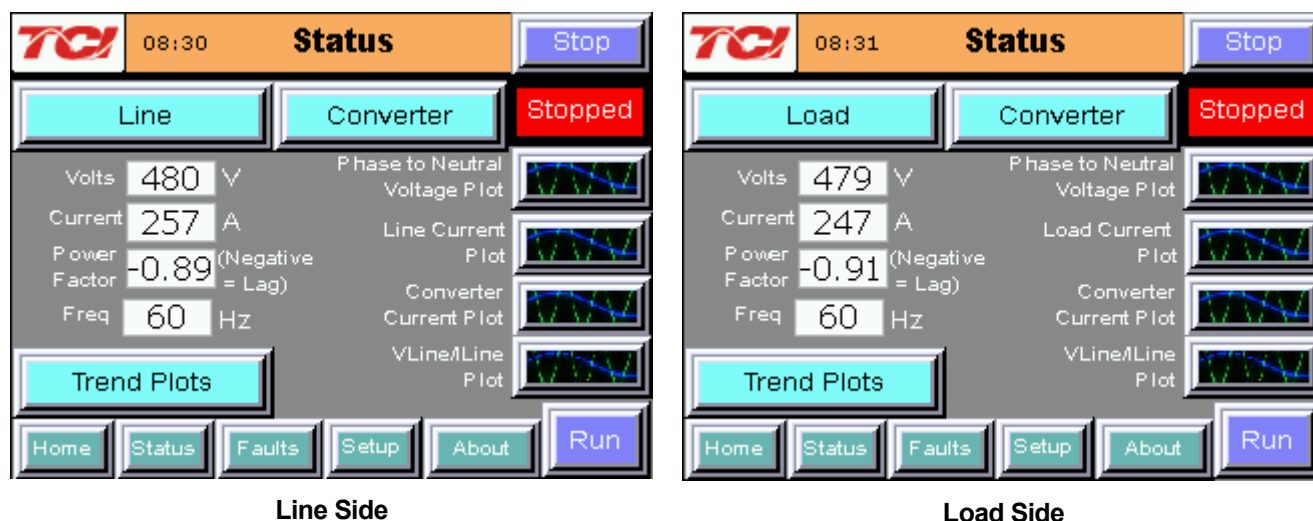 TCI 08:30 Status Stop
Line Converter Stopped
Volts 480 V
Current 257 A
Power Factor -0.89 (Negative = Lag)
Freq 60 Hz
Phase to Neutral Voltage Plot
Line Current Plot
Converter Current Plot
VLine/ILine Plot
Trend Plots
Home Status Faults Setup About Run
Line Side
TCI 08:31 Status Stop
Load Converter Stopped
Volts 479 V
Current 247 A
Power Factor -0.91 (Negative = Lag)
Freq 60 Hz
Phase to Neutral Voltage Plot
Load Current Plot
Converter Current Plot
VLine/ILine Plot
Trend Plots
Home Status Faults Setup About Run
Load Side